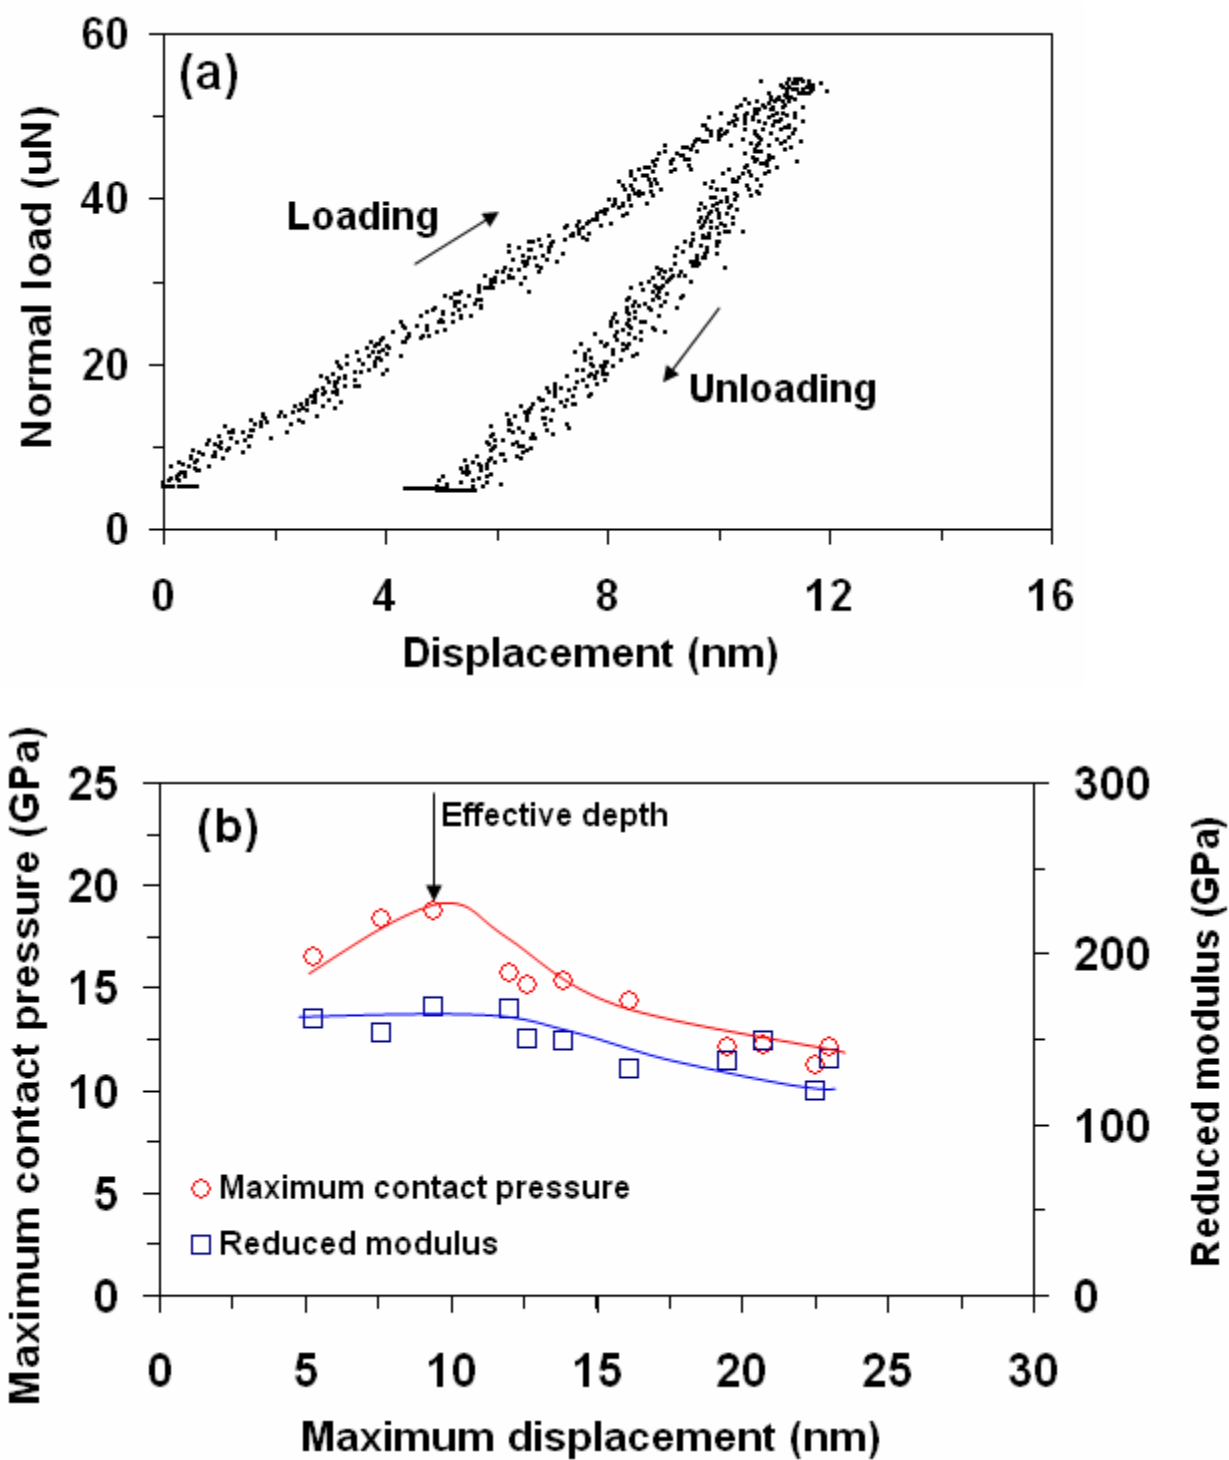 60
(a)
40
20
0
Normal load (uN)
Loading
Unloading
0 4 8 12 16
Displacement (nm)
25
20
15
10
5
0
Maximum contact pressure (GPa)
(b)
Effective depth
Maximum contact pressure
Reduced modulus
300
200
100
0
Reduced modulus (GPa)
0 5 10 15 20 25 30
Maximum displacement (nm)